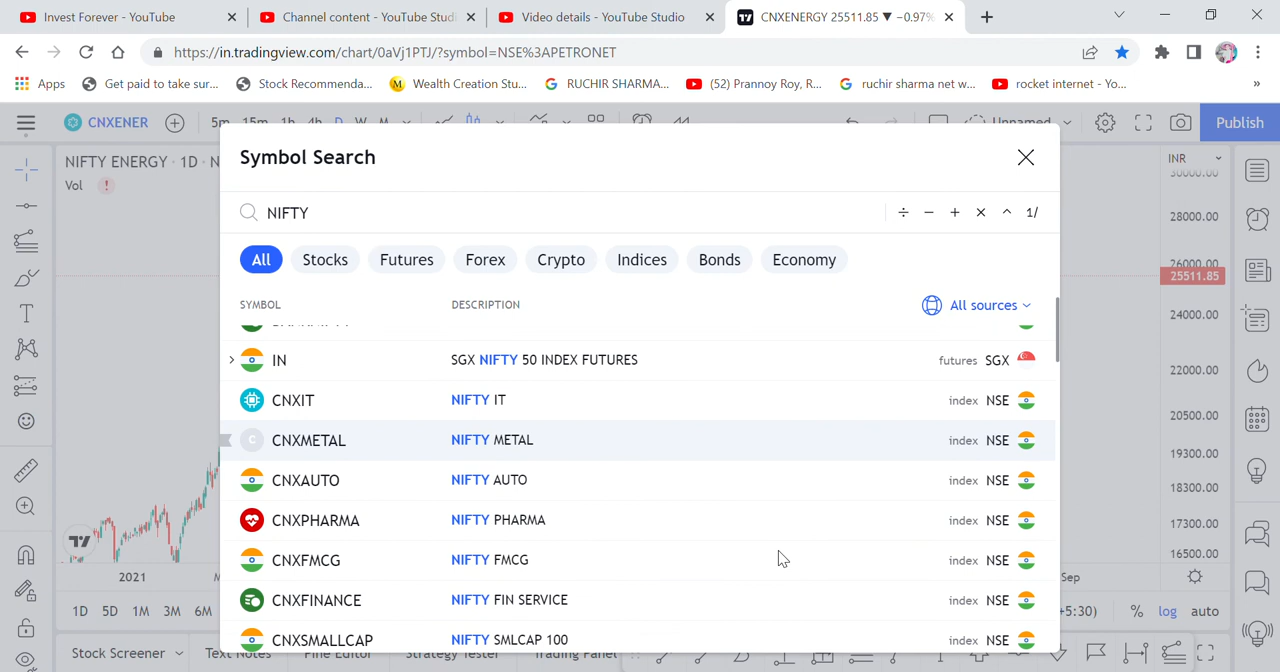 Invest Forever - YouTube
Channel content - YouTube Studi
Video details - YouTube Studio
CNXENERGY 25511.85 ▼ −0.97%
https://in.tradingview.com/chart/0aVj1PTJ/?symbol=NSE%3APETRONET
Apps
Get paid to take sur...
Stock Recommenda...
Wealth Creation Stu...
RUCHIR SHARMA...
(52) Prannoy Roy, R...
ruchir sharma net w...
rocket internet - Yo...
»
CNXENER
5m 15m 1h 4h D W M
Unnamed
Publish
NIFTY ENERGY · 1D · N
Vol
INR
30000.00
28000.00
26000.00
25511.85
24000.00
22000.00
20500.00
19300.00
18300.00
17300.00
16500.00
Symbol Search
NIFTY
÷ − + × ^ 1/
All
Stocks
Futures
Forex
Crypto
Indices
Bonds
Economy
SYMBOL DESCRIPTION
All sources
IN SGX NIFTY 50 INDEX FUTURES futures SGX
CNXIT NIFTY IT index NSE
C CNXMETAL NIFTY METAL index NSE
CNXAUTO NIFTY AUTO index NSE
CNXPHARMA NIFTY PHARMA index NSE
CNXFMCG NIFTY FMCG index NSE
CNXFINANCE NIFTY FIN SERVICE index NSE
CNXSMALLCAP NIFTY SMLCAP 100 index NSE
2021
Sep
1D 5D 1M 3M 6M
+5:30)
% log auto
Stock Screener
Text Notes
Pine Editor
Strategy Tester
Trading Panel